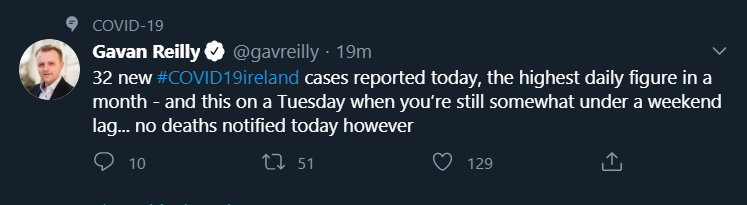 COVID-19
Gavan Reilly @gavreilly · 19m
32 new #COVID19ireland cases reported today, the highest daily figure in a
month - and this on a Tuesday when you’re still somewhat under a weekend
lag... no deaths notified today however
10 51 129